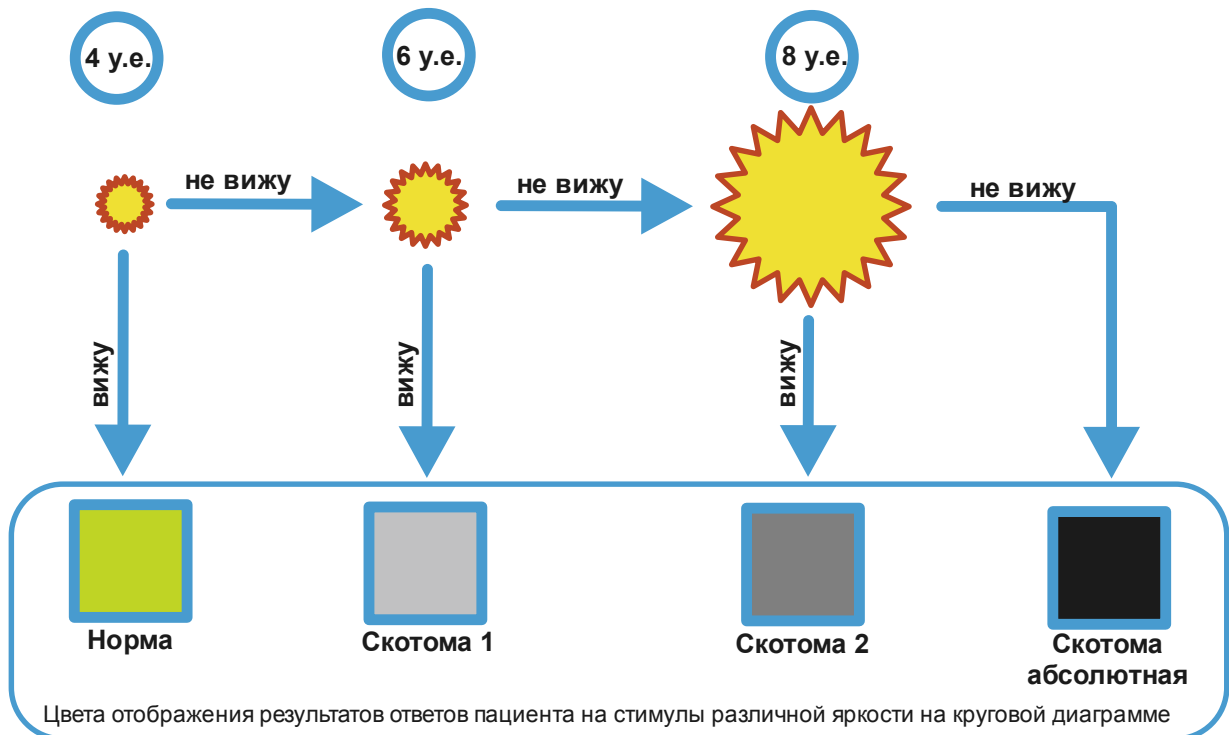 4 у.е.
6 у.е.
8 у.е.
не вижу
не вижу
не вижу
вижу
вижу
вижу
Норма
Скотома 1
Скотома 2
Скотома
абсолютная
Цвета отображения результатов ответов пациента на стимулы различной яркости на круговой диаграмме